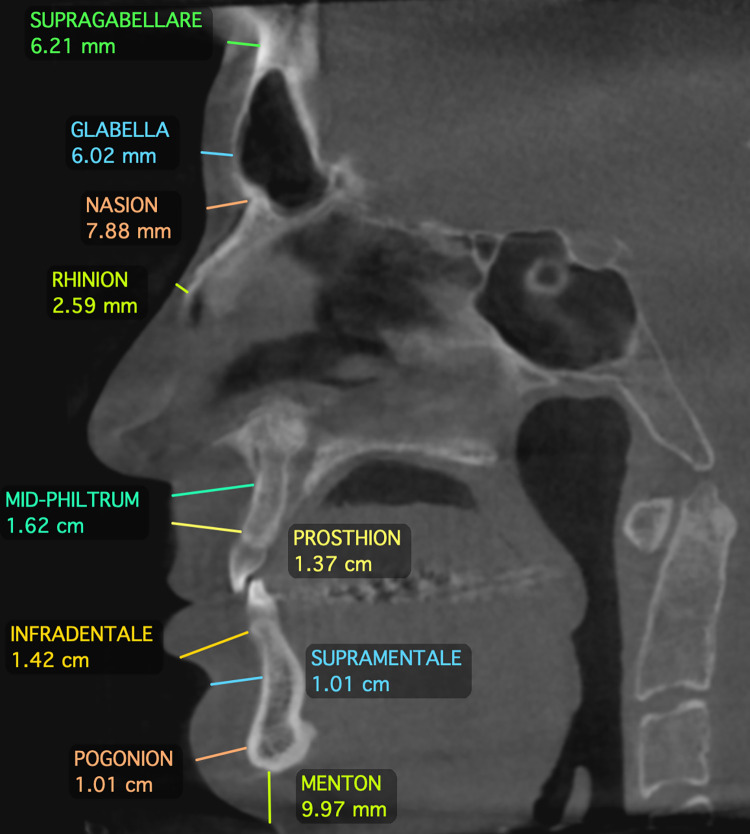 SUPRAGABELLARE
6.21 mm
GLABELLA
6.02 mm
NASION
7.88 mm
RHINION
2.59 mm
MID-PHILTRUM
1.62 cm
PROSTHION
1.37 cm
INFRADENTALE
1.42 cm
SUPRAMENTALE
1.01 cm
POGONION
1.01 cm
MENTON
9.97 mm